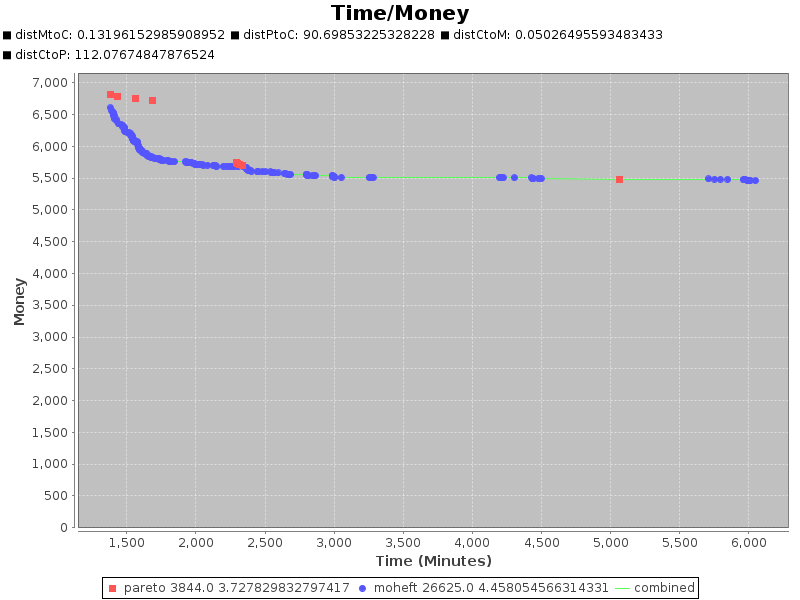 Time/Money
distMtoC: 0.13196152985908952 distPtoC: 90.69853225328228 distCtoM: 0.05026495593483433
distCtoP: 112.07674847876524
7,000
6,500
6,000
5,500
5,000
4,500
4,000
3,500
3,000
2,500
2,000
1,500
1,000
500
0
Money
1,500 2,000 2,500 3,000 3,500 4,000 4,500 5,000 5,500 6,000
Time (Minutes)
pareto 3844.0 3.727829832797417 moheft 26625.0 4.458054566314331 combined